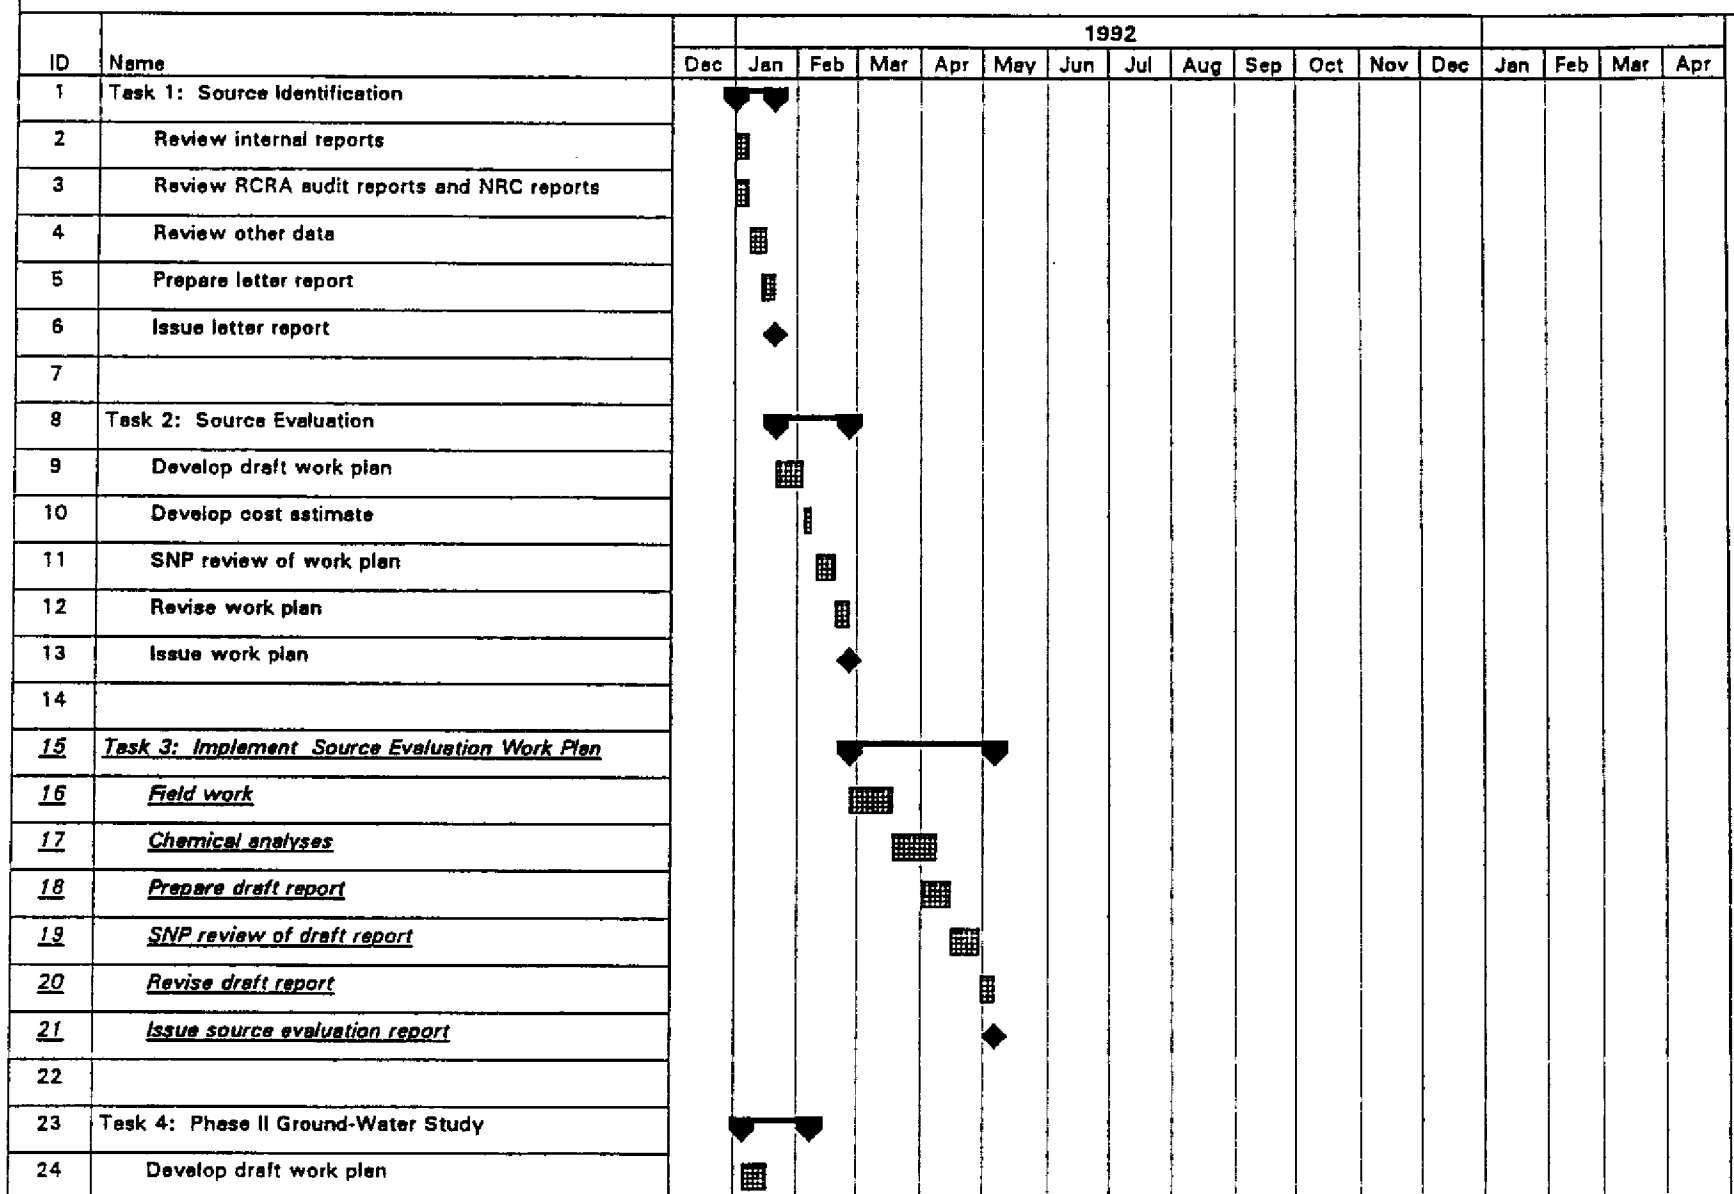 1992
ID Name Dec Jan Feb Mar Apr May Jun Jul Aug Sep Oct Nov Dec Jan Feb Mar Apr
1 Task 1: Source Identification
2 Review internal reports
3 Review RCRA audit reports and NRC reports
4 Review other data
5 Prepare letter report
6 Issue letter report
7
8 Task 2: Source Evaluation
9 Develop draft work plan
10 Develop cost estimate
11 SNP review of work plan
12 Revise work plan
13 Issue work plan
14
15 Task 3: Implement Source Evaluation Work Plan
16 Field work
17 Chemical analyses
18 Prepare draft report
19 SNP review of draft report
20 Revise draft report
21 Issue source evaluation report
22
23 Task 4: Phase II Ground-Water Study
24 Develop draft work plan